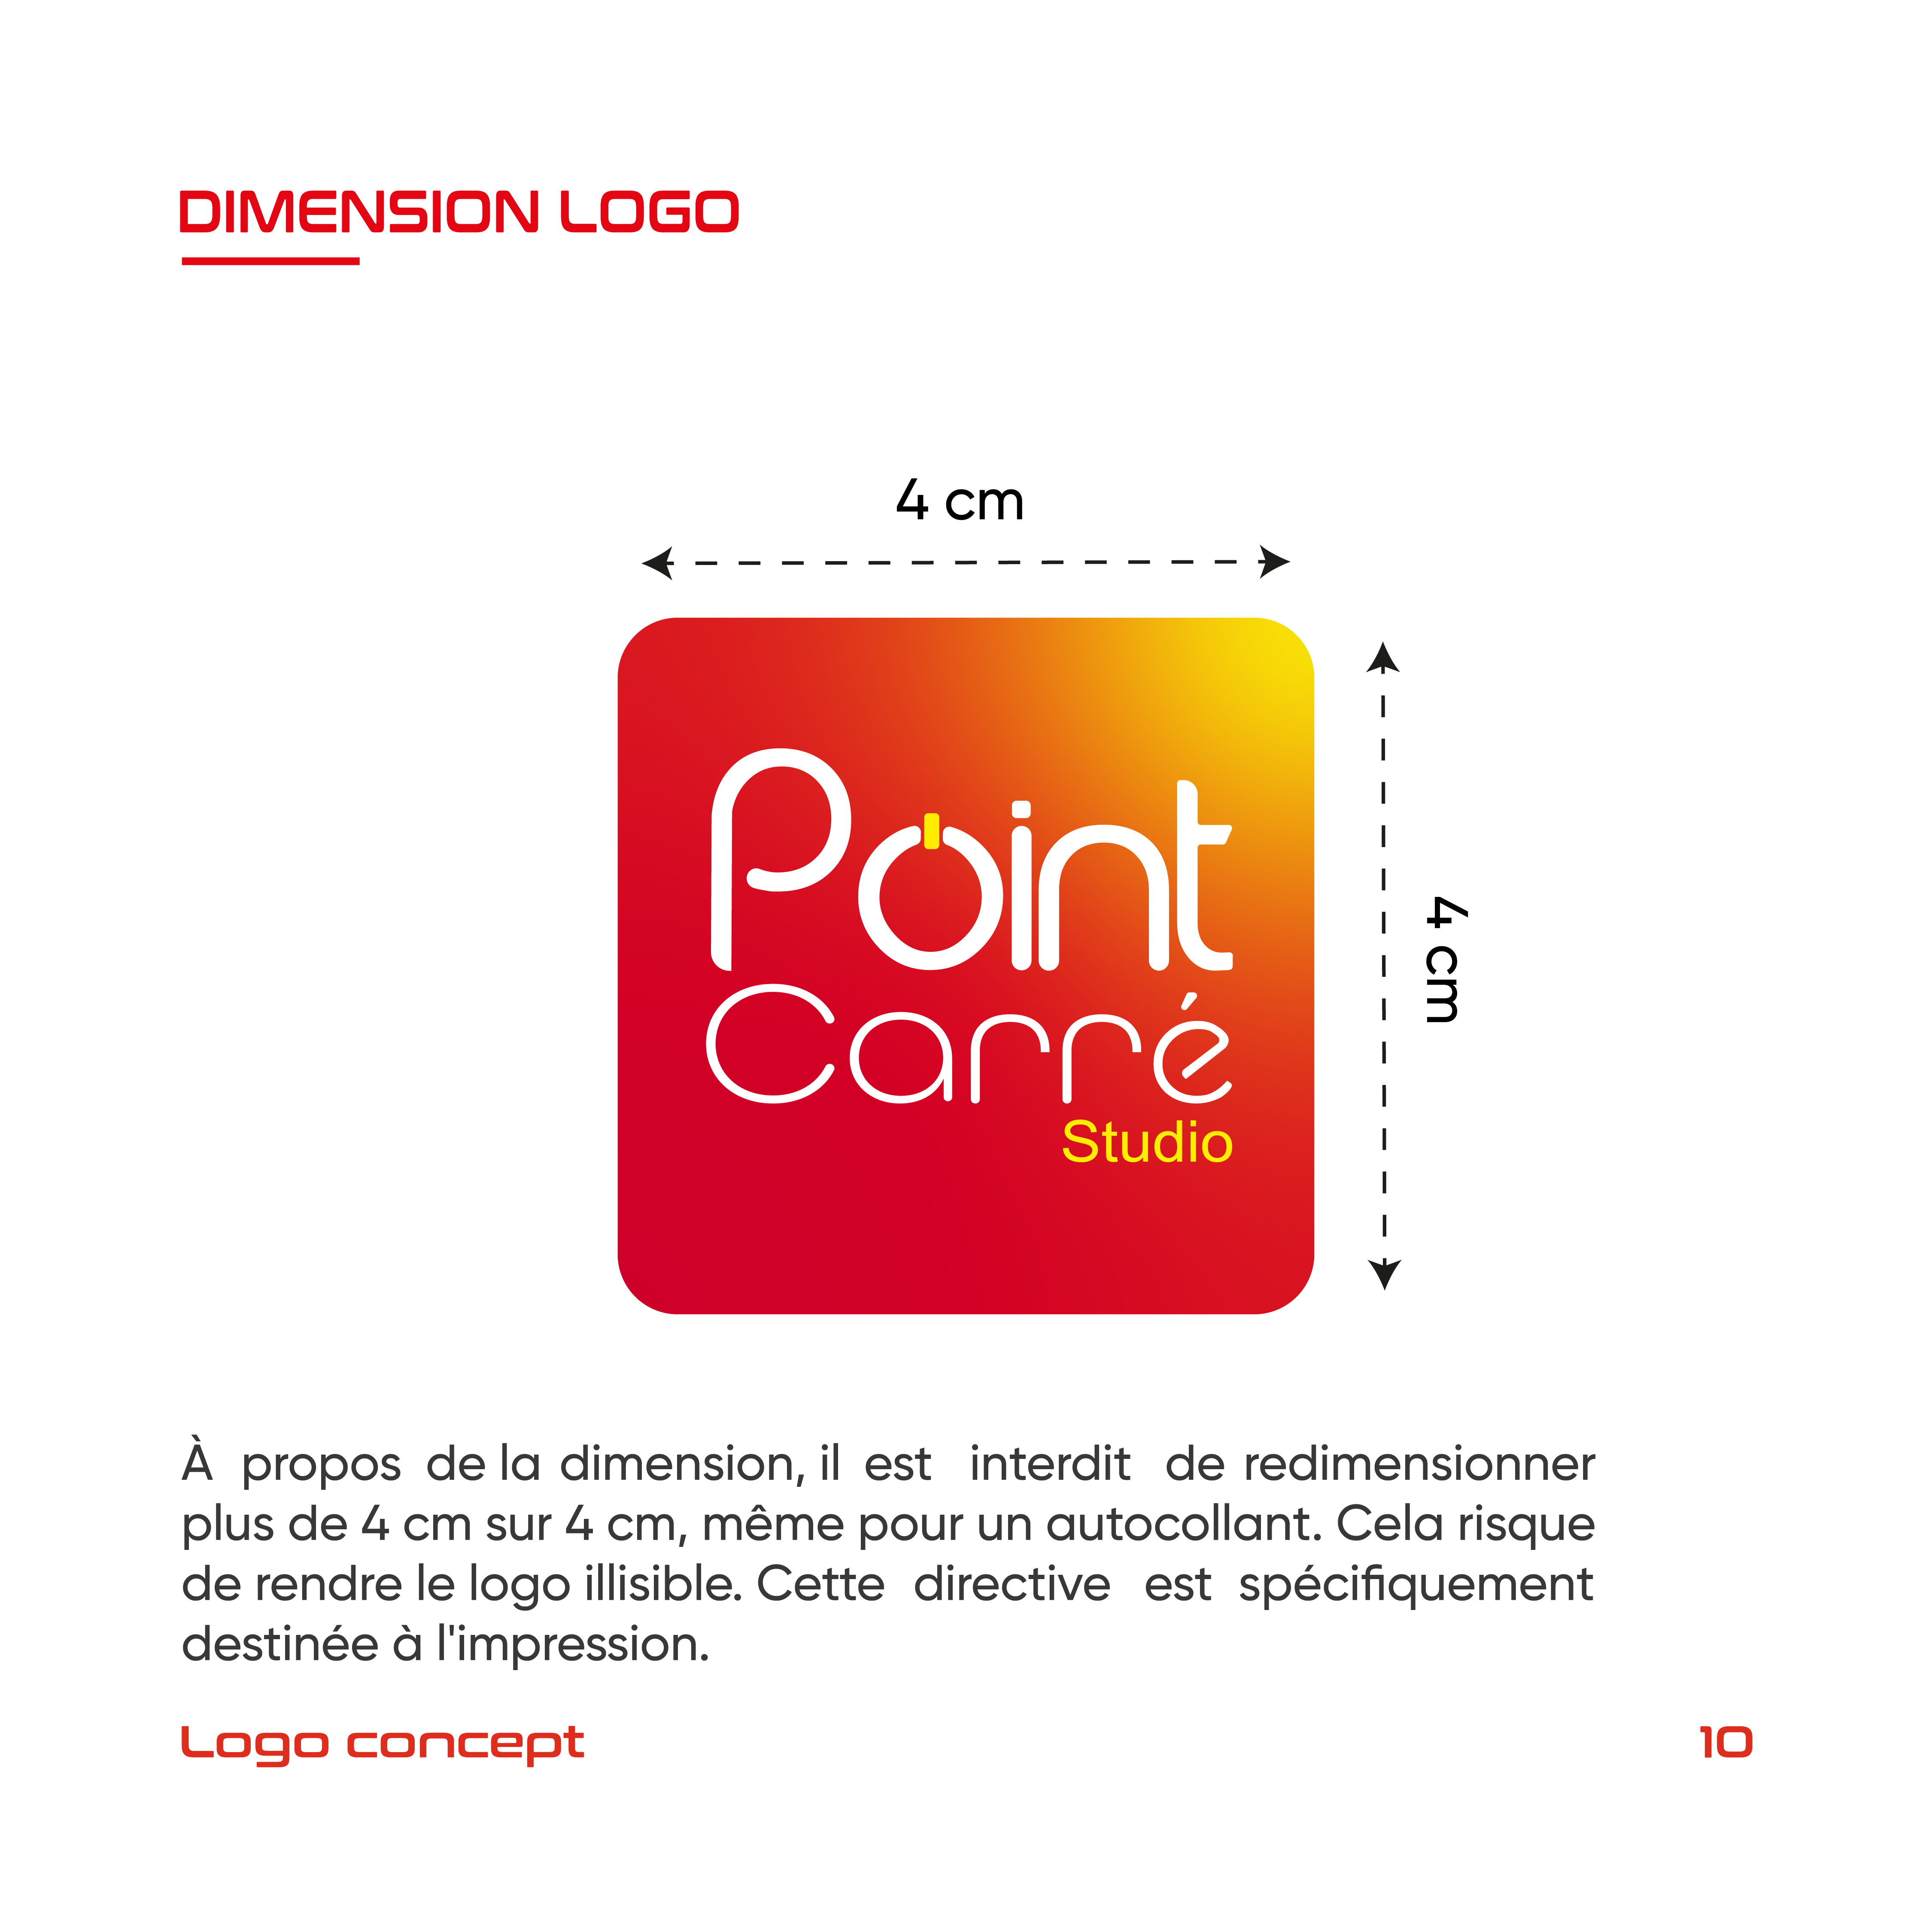 DIMENSION LOGO
4 cm
4 cm
Point
Carré
Studio
À propos de la dimension, il est interdit de redimensionner
plus de 4 cm sur 4 cm, même pour un autocollant. Cela risque
de rendre le logo illisible. Cette directive est spécifiquement
destinée à l'impression.
Logo concept
10